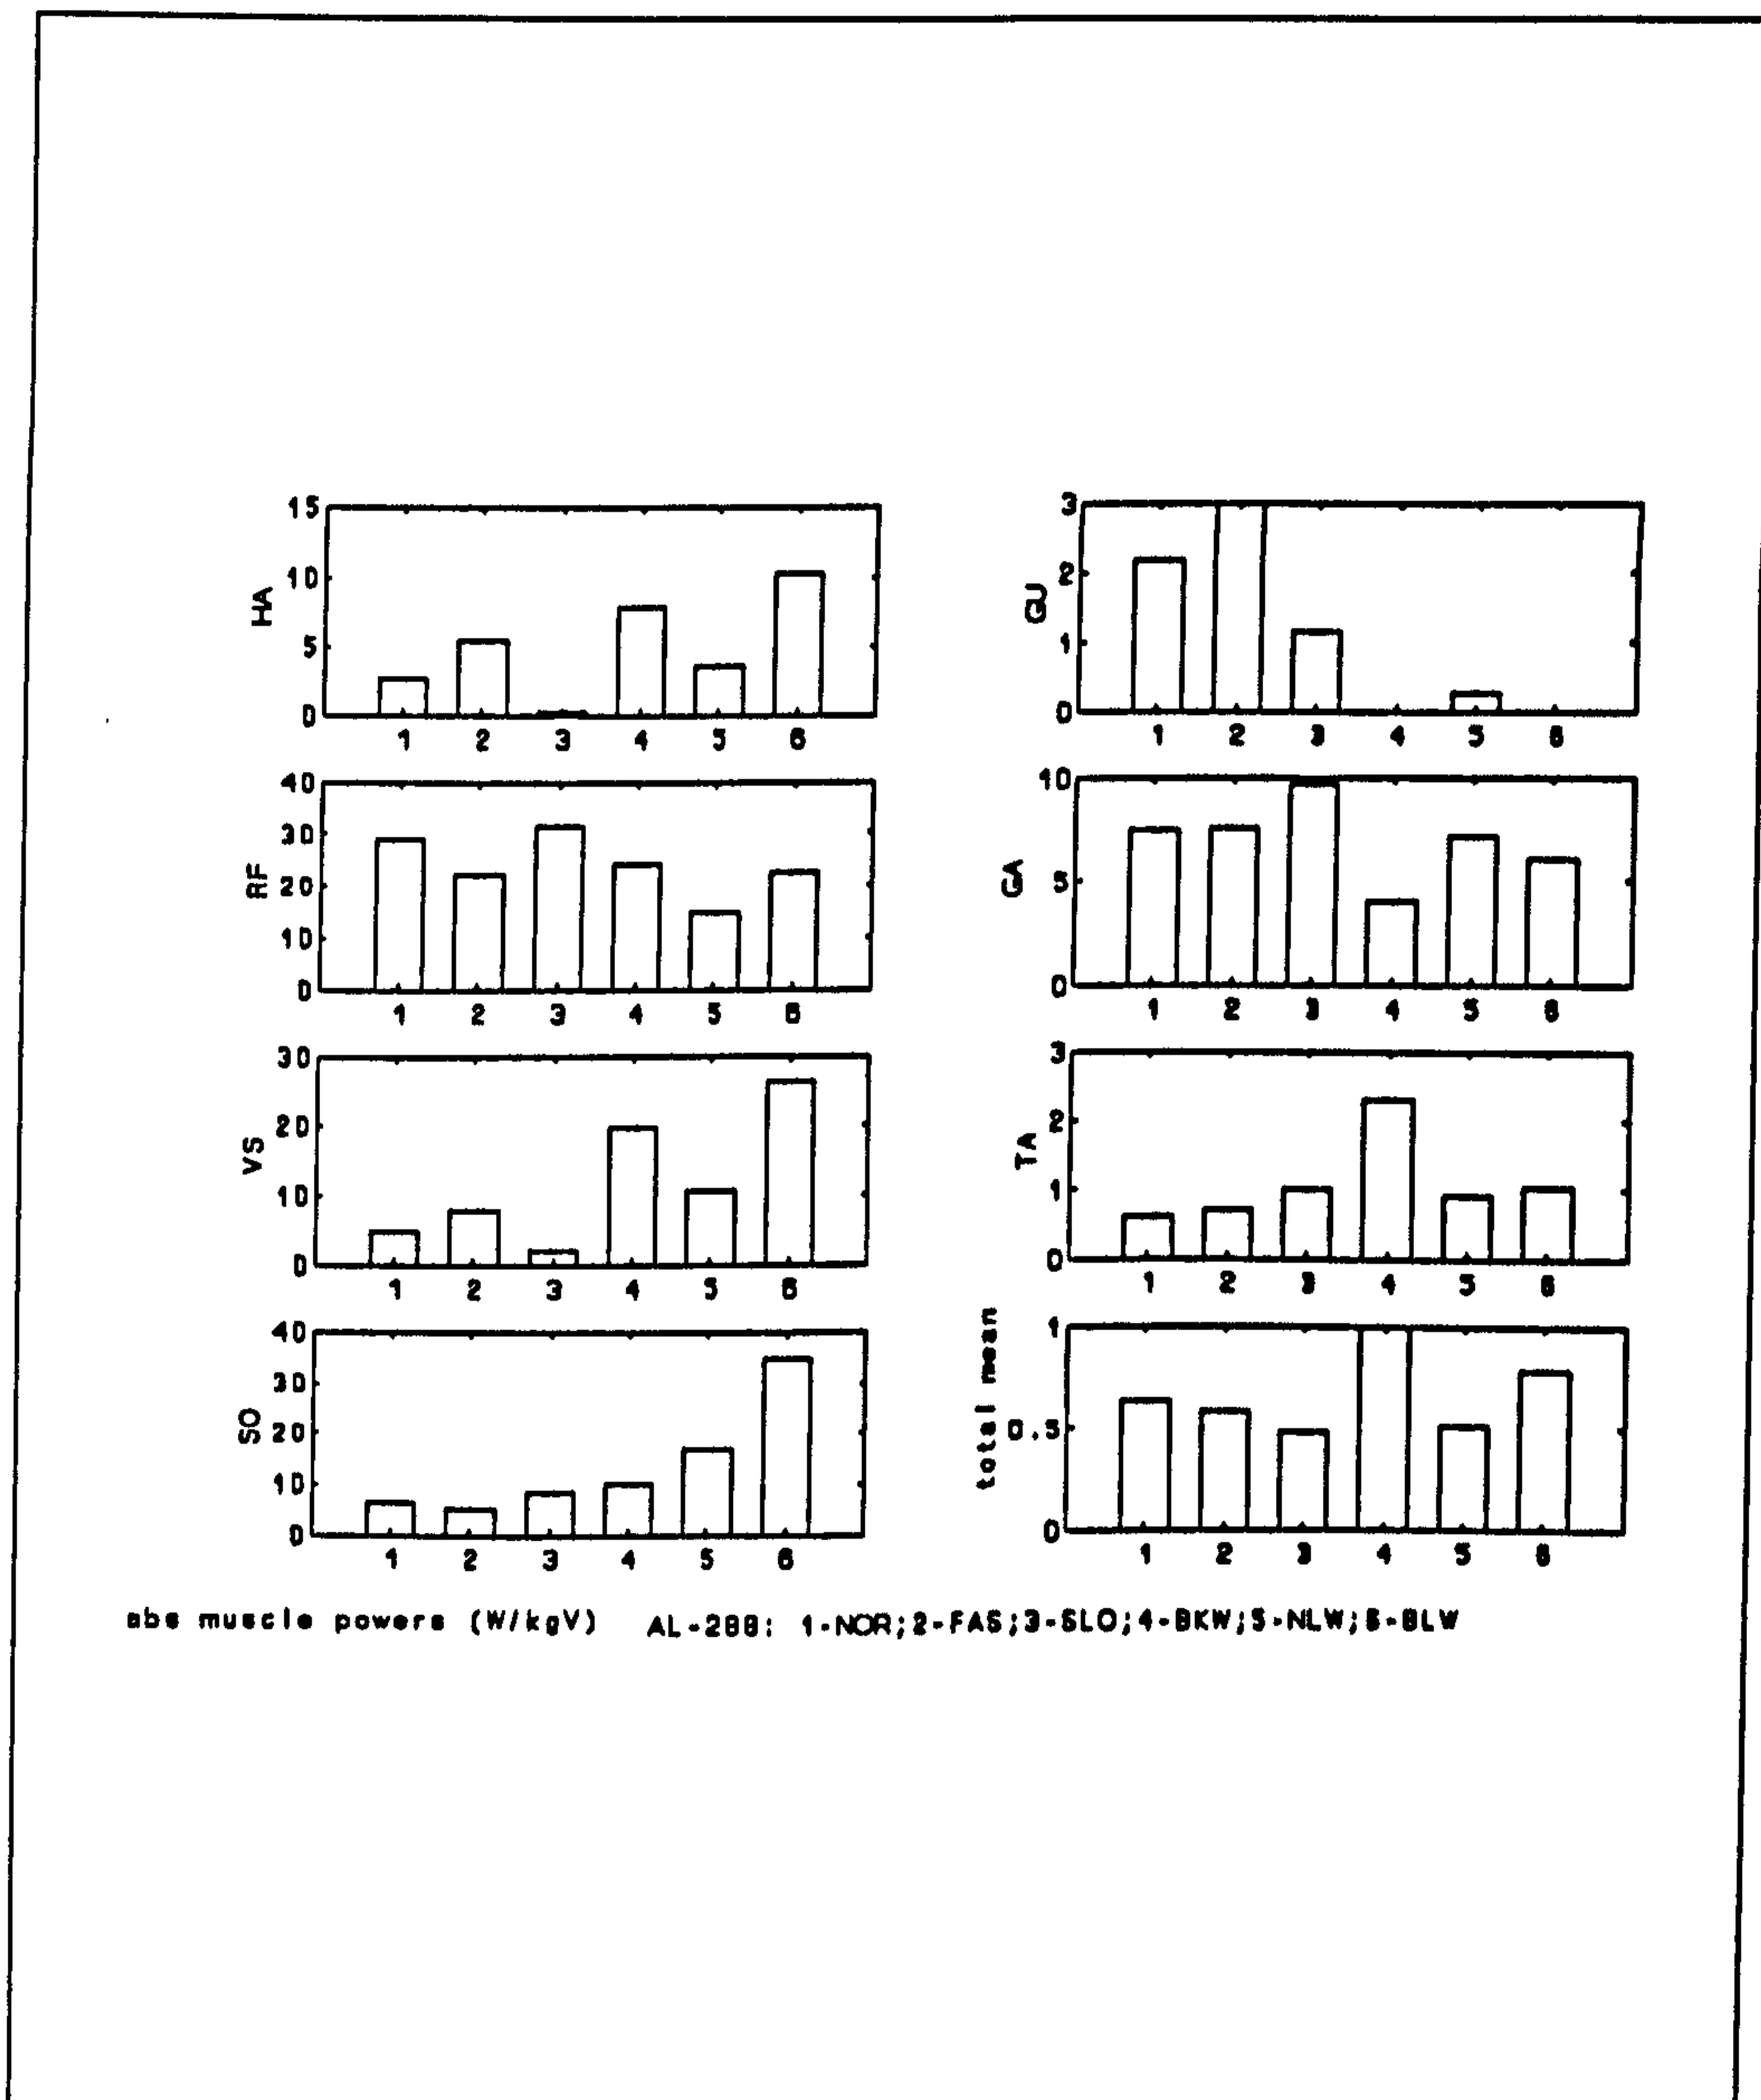 HA
15
10
5
0
1 2 3 4 5 6
GU
3
2
1
0
1 2 3 4 5 6
RF
40
30
20
10
0
1 2 3 4 5 6
GA
10
5
0
1 2 3 4 5 6
VS
30
20
10
0
1 2 3 4 5 6
TA
3
2
1
0
1 2 3 4 5 6
SO
40
30
20
10
0
1 2 3 4 5 6
total mean
1
0.5
0
1 2 3 4 5 6
abs muscle powers (W/kgV) AL-288: 1-NOR;2-FAS;3-SLO;4-BKW;5-NLW;6-BLW